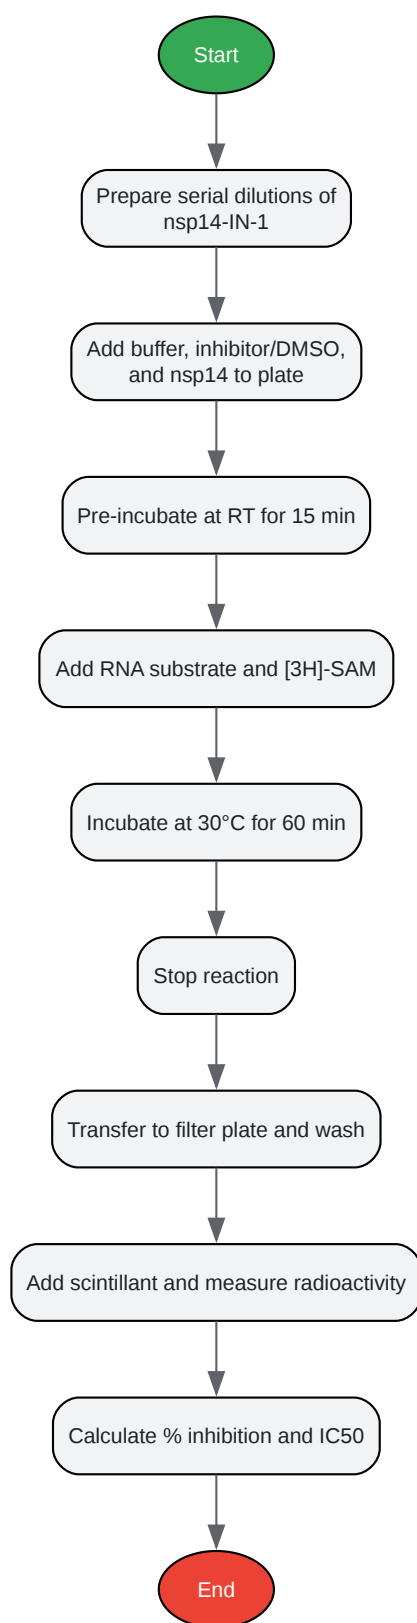 Start
Prepare serial dilutions of
nsp14-IN-1
Add buffer, inhibitor/DMSO,
and nsp14 to plate
Pre-incubate at RT for 15 min
Add RNA substrate and [3H]-SAM
Incubate at 30°C for 60 min
Stop reaction
Transfer to filter plate and wash
Add scintillant and measure radioactivity
Calculate % inhibition and IC50
End